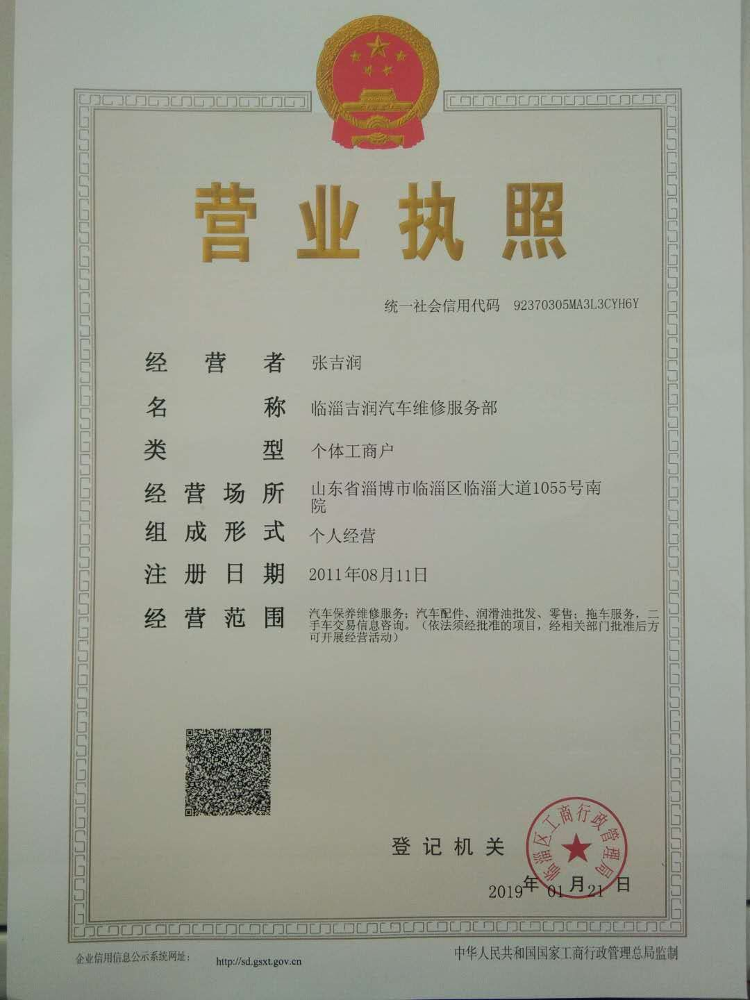 营业执照
统一社会信用代码 92370305MA3L3CYH6Y
经营者 张吉润
名称 临淄吉润汽车维修服务部
类型 个体工商户
经营场所 山东省淄博市临淄区临淄大道1055号南
院
组成形式 个人经营
注册日期 2011年08月11日
经营范围 汽车保养维修服务；汽车配件、润滑油批发、零售；拖车服务，二
手车交易信息咨询。（依法须经批准的项目，经相关部门批准后方
可开展经营活动）
临淄区工商行政管理局
登记机关
2019年01月21日
企业信用信息公示系统网址： http://sd.gsxt.gov.cn
中华人民共和国国家工商行政管理总局监制